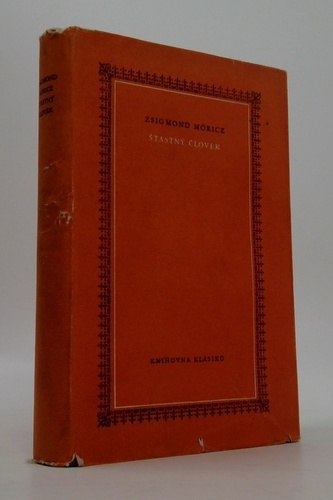 ZSIGMOND MÓRICZ
ŠŤASTNÝ ČLOVĚK
KNIHOVNA KLASIKŮ